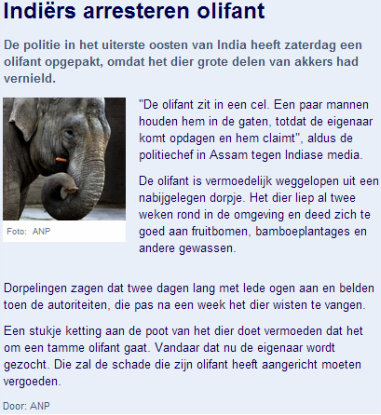 Indiërs arresteren olifant
De politie in het uiterste oosten van India heeft zaterdag een
olifant opgepakt, omdat het dier grote delen van akkers had
vernield.
"De olifant zit in een cel. Een paar mannen
houden hem in de gaten, totdat de eigenaar
komt opdagen en hem claimt", aldus de
politiechef in Assam tegen Indiase media.
De olifant is vermoedelijk weggelopen uit een
nabijgelegen dorpje. Het dier liep al twee
weken rond in de omgeving en deed zich te
goed aan fruitbomen, bamboeplantages en
andere gewassen.
Foto: ANP
Dorpelingen zagen dat twee dagen lang met lede ogen aan en belden
toen de autoriteiten, die pas na een week het dier wisten te vangen.
Een stukje ketting aan de poot van het dier doet vermoeden dat het
om een tamme olifant gaat. Vandaar dat nu de eigenaar wordt
gezocht. Die zal de schade die zijn olifant heeft aangericht moeten
vergoeden.
Door: ANP